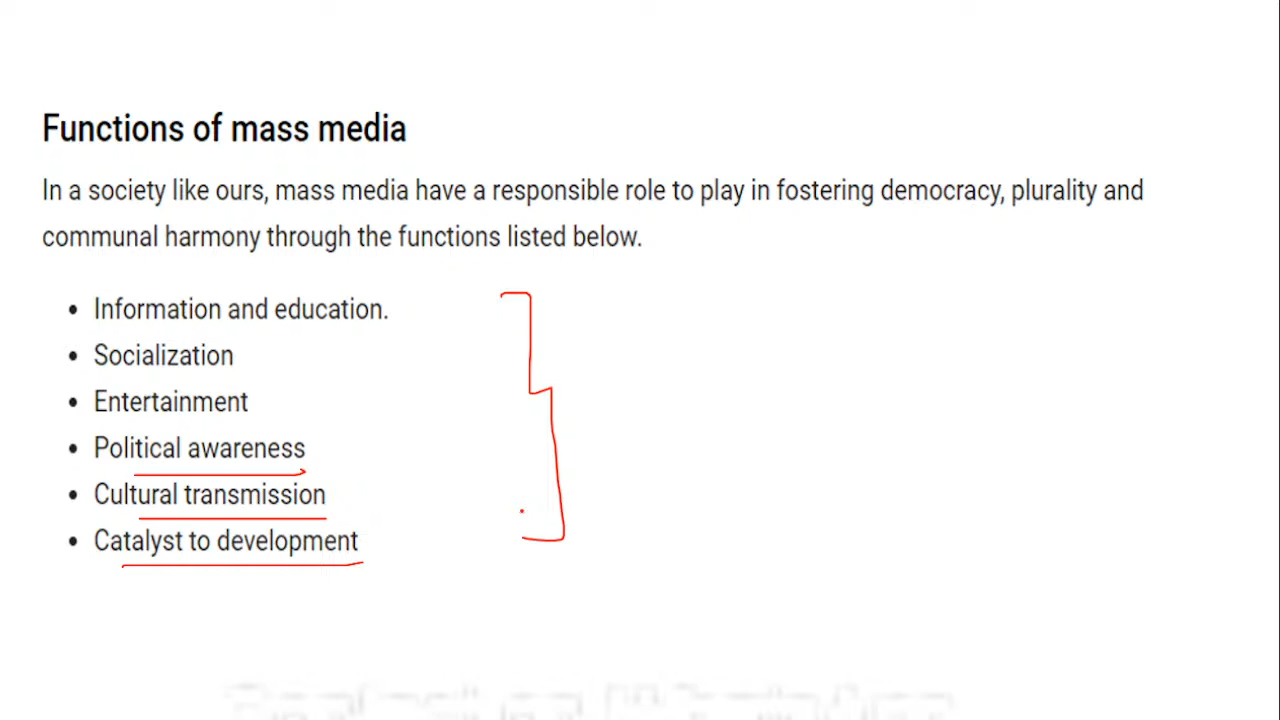 Functions of mass media
In a society like ours, mass media have a responsible role to play in fostering democracy, plurality and
communal harmony through the functions listed below.
• Information and education.
• Socialization
• Entertainment
• Political awareness
• Cultural transmission
• Catalyst to development